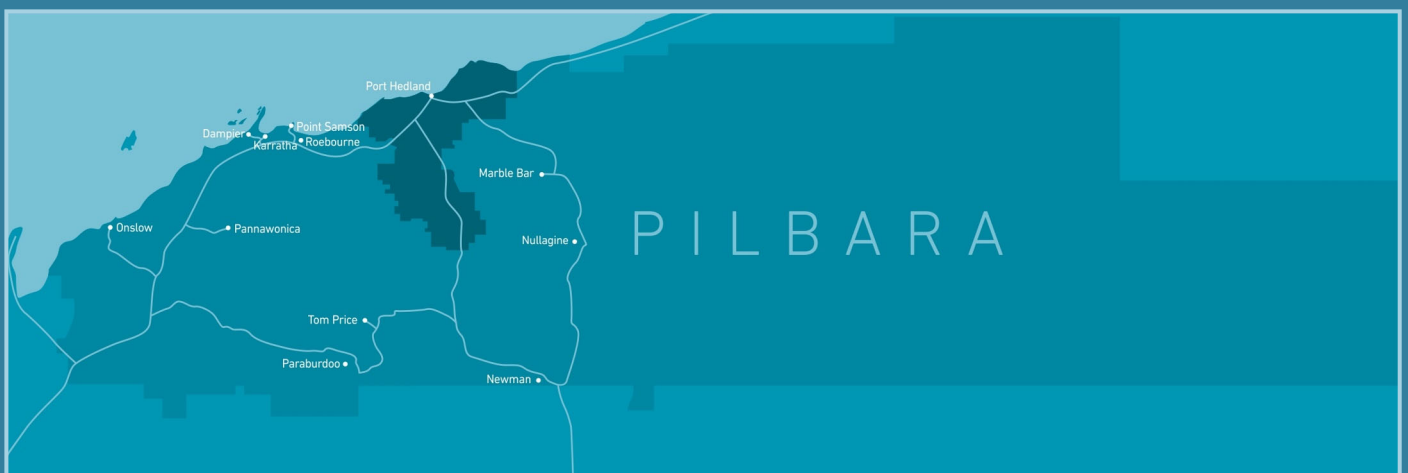 Port Hedland
Point Samson
Dampier
Karratha
Roebourne
Marble Bar
PILBARA
Onslow
Pannawonica
Nullagine
Tom Price
Paraburdoo
Newman